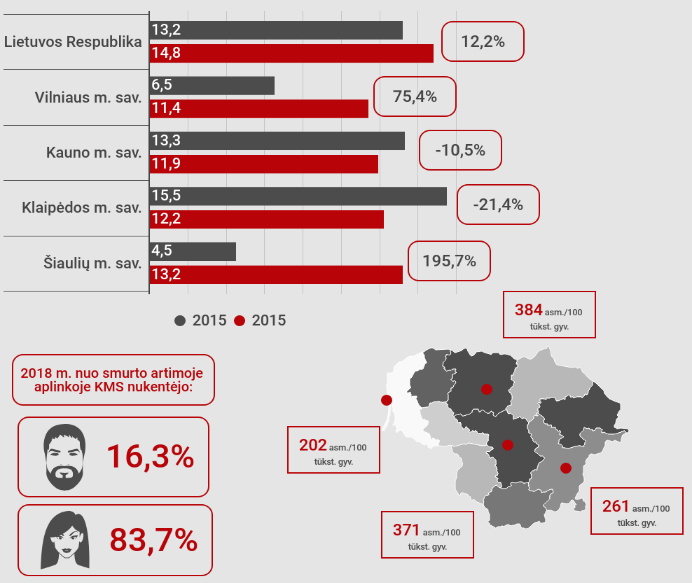 Lietuvos Respublika
13,2
14,8
12,2%
Vilniaus m. sav.
6,5
11,4
75,4%
Kauno m. sav.
13,3
11,9
-10,5%
Klaipėdos m. sav.
15,5
12,2
-21,4%
Šiaulių m. sav.
4,5
13,2
195,7%
2015 2015
2018 m. nuo smurto artimoje
aplinkoje KMS nukentėjo:
16,3%
83,7%
384 asm./100
tūkst. gyv.
202 asm./100
tūkst. gyv.
371 asm./100
tūkst. gyv.
261 asm./100
tūkst. gyv.